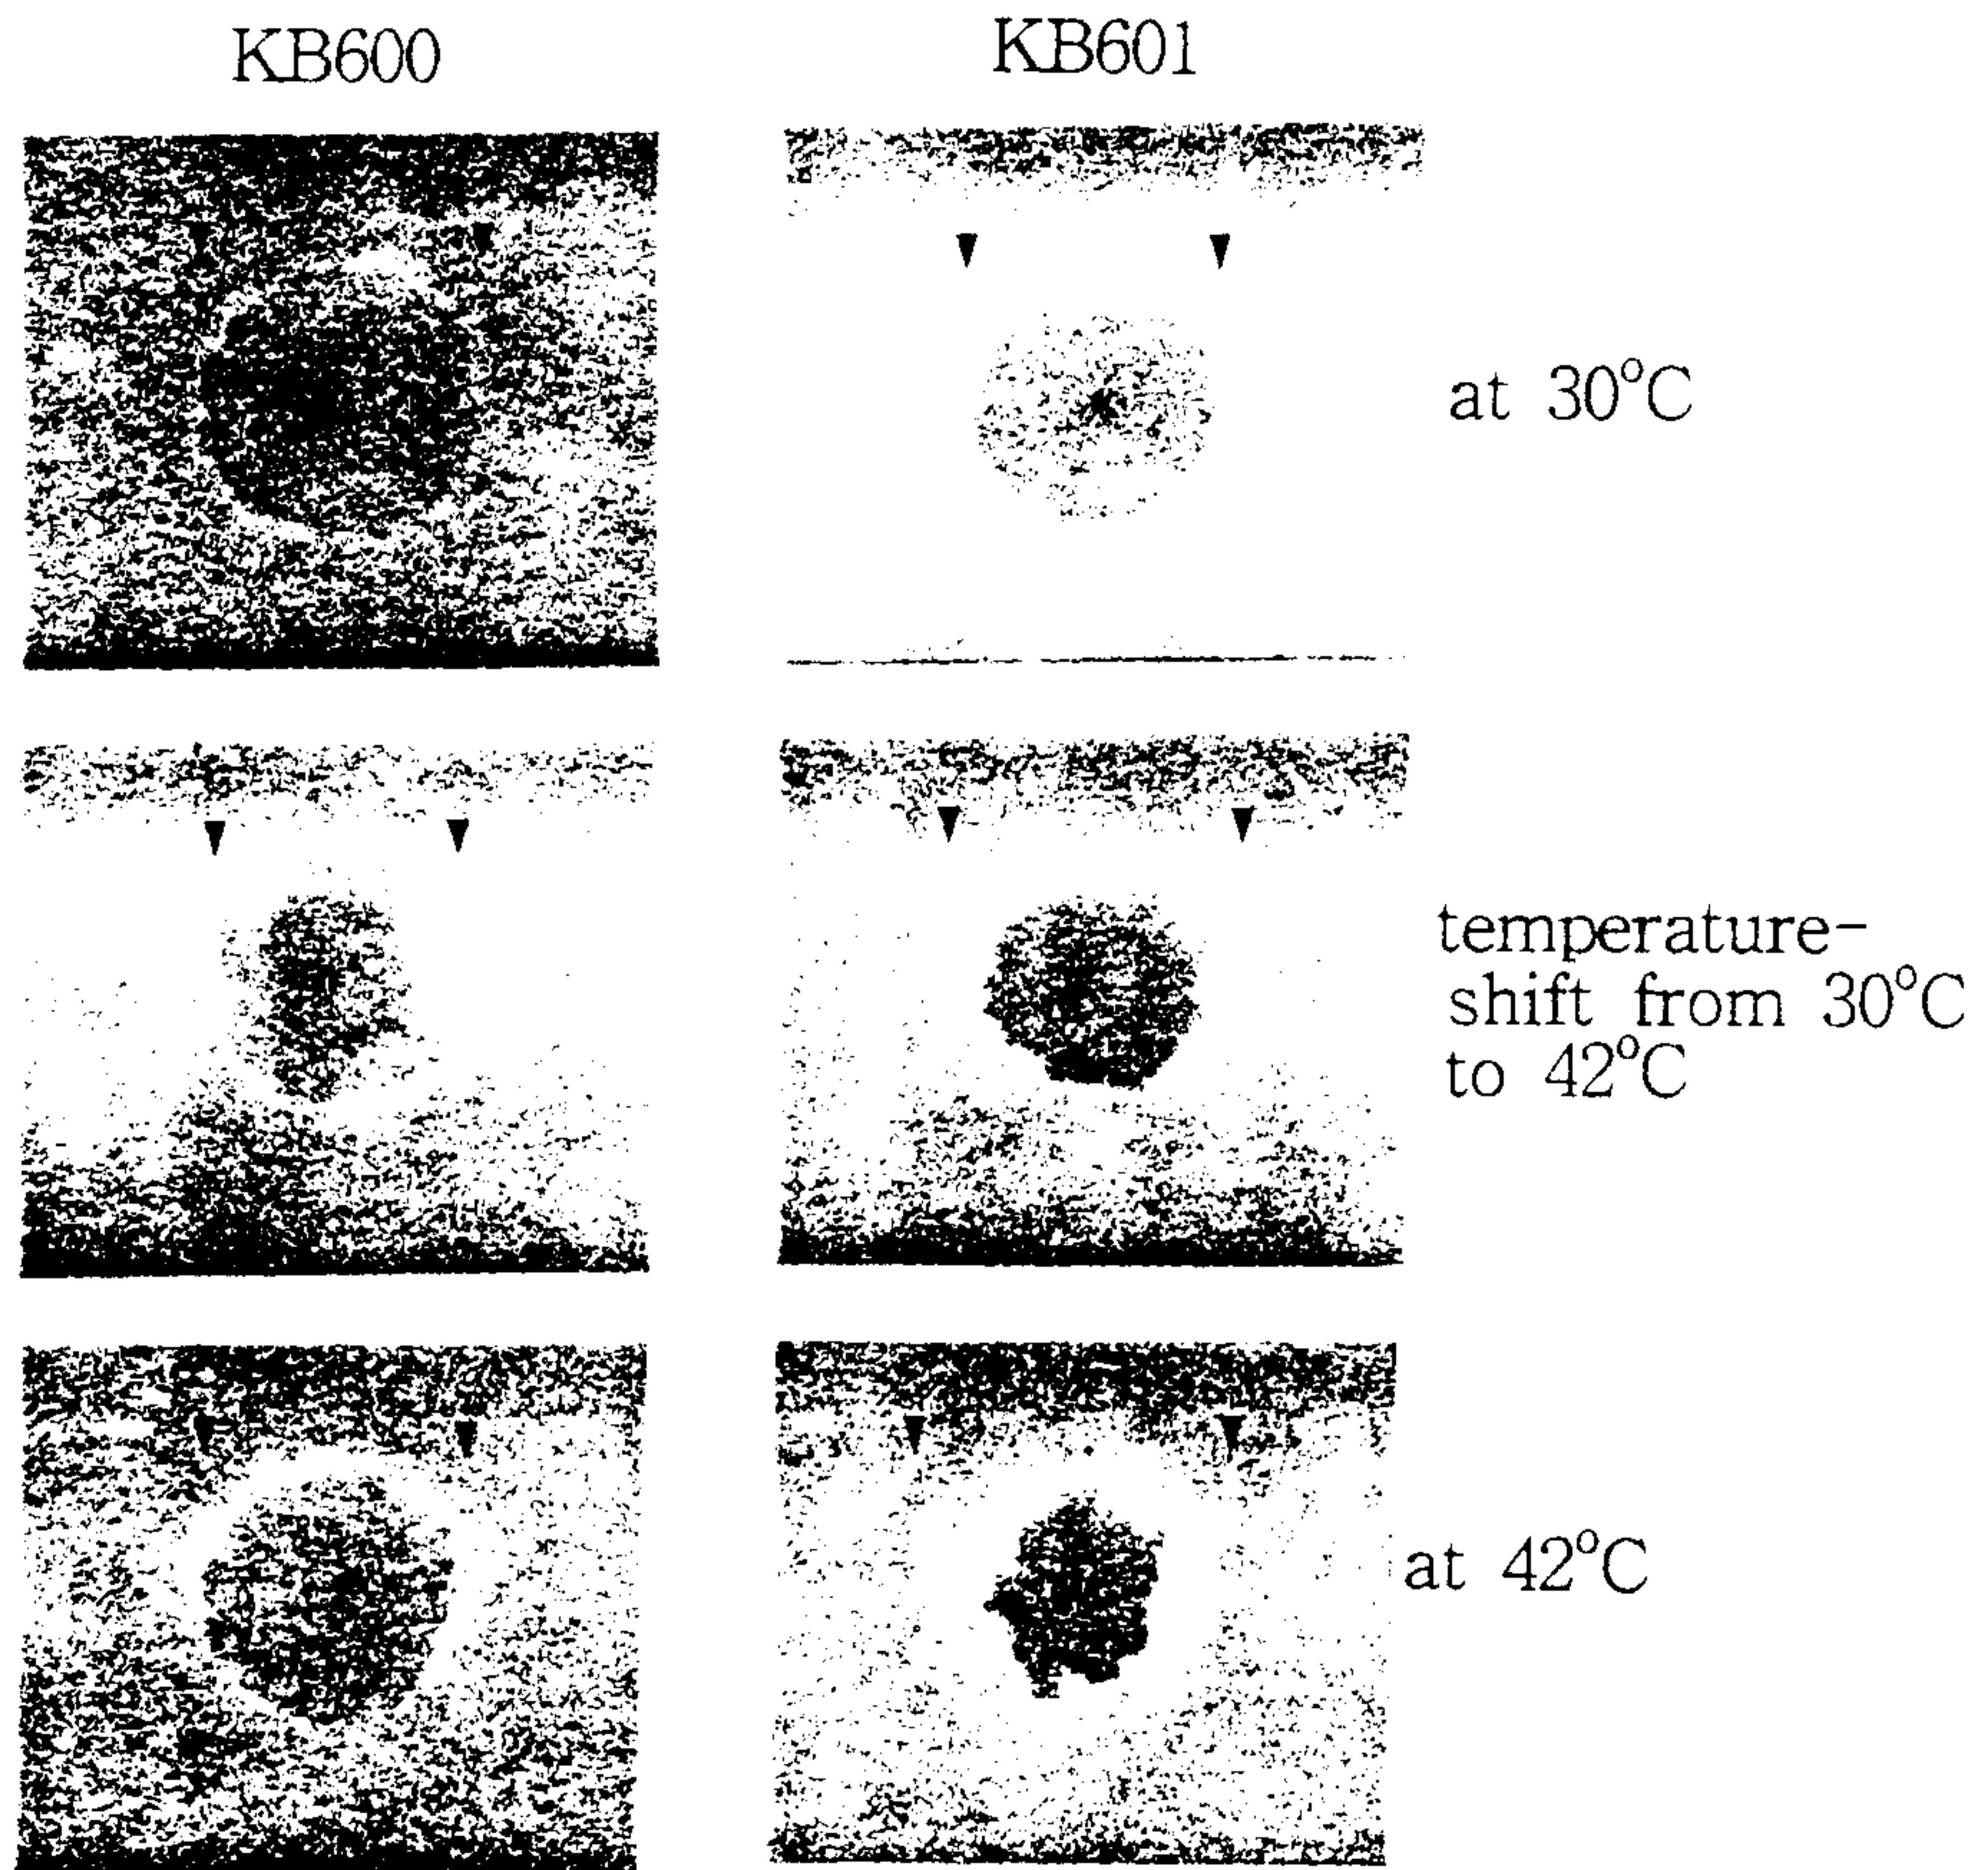 KB600
KB601
at 30°C
temperature-
shift from 30°C
to 42°C
at 42°C